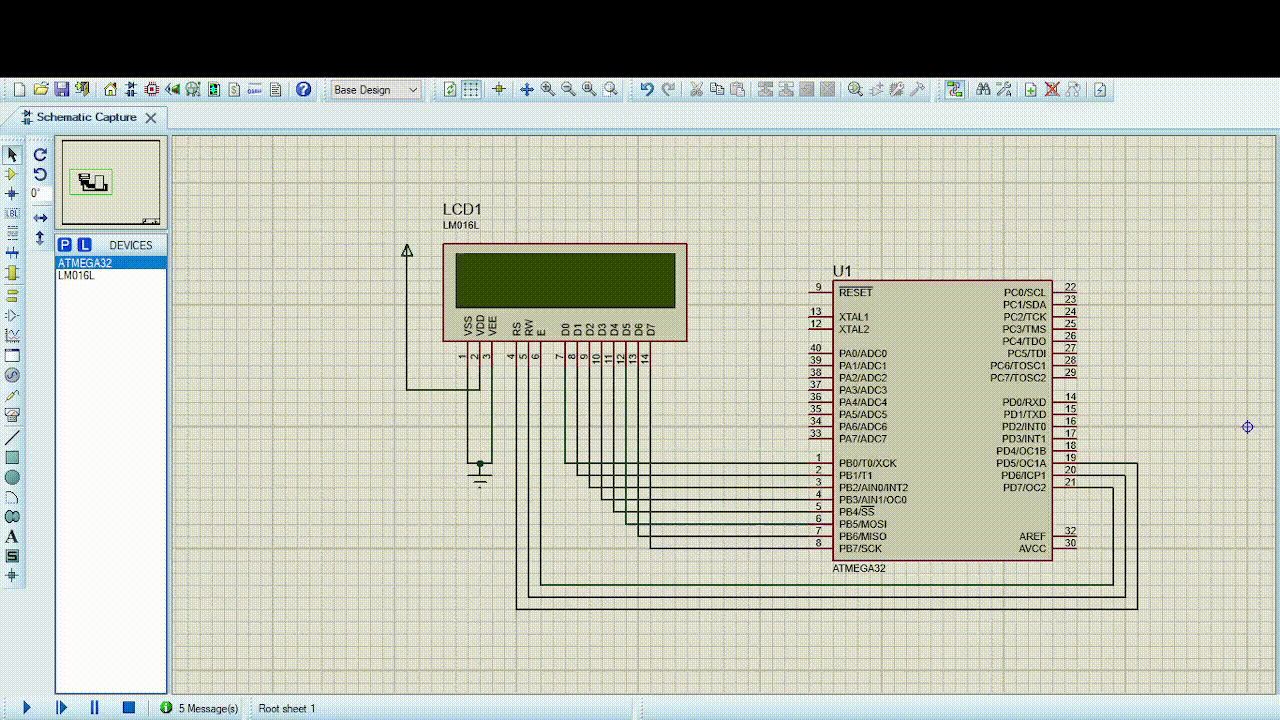 Base Design
Schematic Capture
0°
P L DEVICES
ATMEGA32
LM016L
LCD1
LM016L
VSS
VDD
VEE
RS
RW
E
D0
D1
D2
D3
D4
D5
D6
D7
1
2
3
4
5
6
7
8
9
10
11
12
13
14
U1
9 RESET
13 XTAL1
12 XTAL2
40 PA0/ADC0
39 PA1/ADC1
38 PA2/ADC2
37 PA3/ADC3
36 PA4/ADC4
35 PA5/ADC5
34 PA6/ADC6
33 PA7/ADC7
1 PB0/T0/XCK
2 PB1/T1
3 PB2/AIN0/INT2
4 PB3/AIN1/OC0
5 PB4/SS
6 PB5/MOSI
7 PB6/MISO
8 PB7/SCK
PC0/SCL 22
PC1/SDA 23
PC2/TCK 24
PC3/TMS 25
PC4/TDO 26
PC5/TDI 27
PC6/TOSC1 28
PC7/TOSC2 29
PD0/RXD 14
PD1/TXD 15
PD2/INT0 16
PD3/INT1 17
PD4/OC1B 18
PD5/OC1A 19
PD6/ICP1 20
PD7/OC2 21
AREF 32
AVCC 30
ATMEGA32
5 Message(s)
Root sheet 1